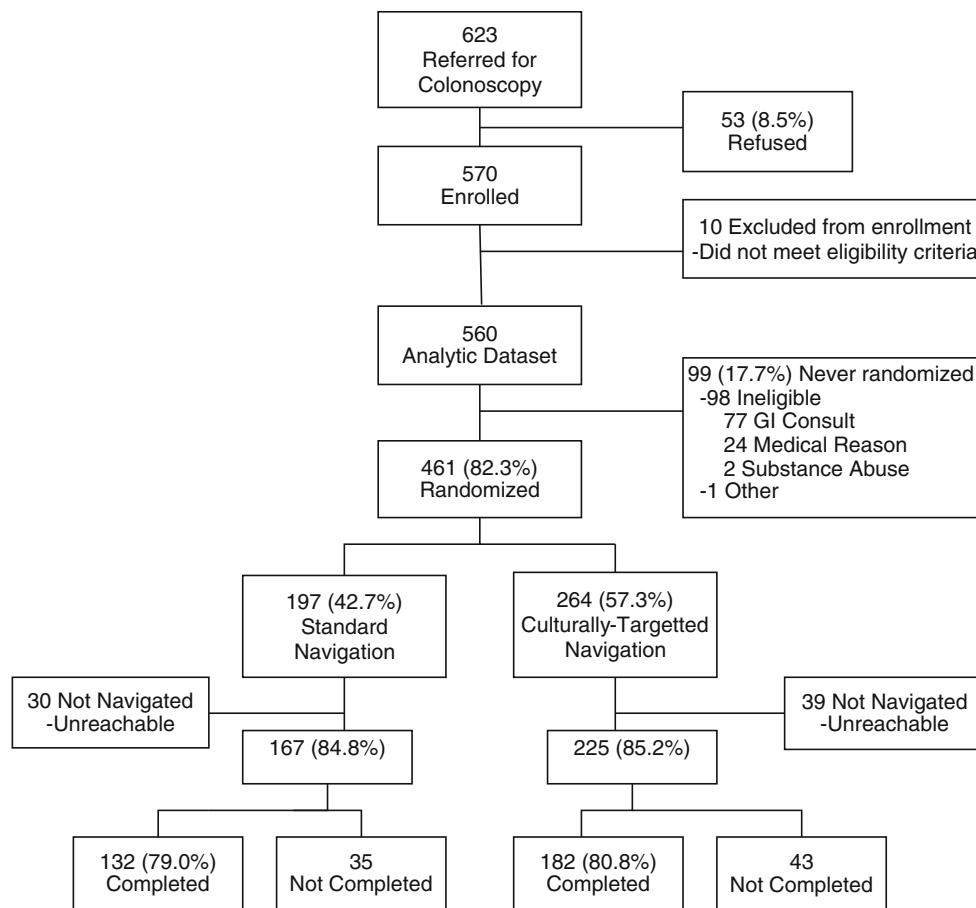 623
Referred for
Colonoscopy
53 (8.5%)
Refused
570
Enrolled
10 Excluded from enrollment
-Did not meet eligibility criteria
560
Analytic Dataset
99 (17.7%) Never randomized
-98 Ineligible
77 GI Consult
24 Medical Reason
2 Substance Abuse
-1 Other
461 (82.3%)
Randomized
197 (42.7%)
Standard
Navigation
264 (57.3%)
Culturally-Targetted
Navigation
30 Not Navigated
-Unreachable
39 Not Navigated
-Unreachable
167 (84.8%)
225 (85.2%)
132 (79.0%)
Completed
35
Not Completed
182 (80.8%)
Completed
43
Not Completed